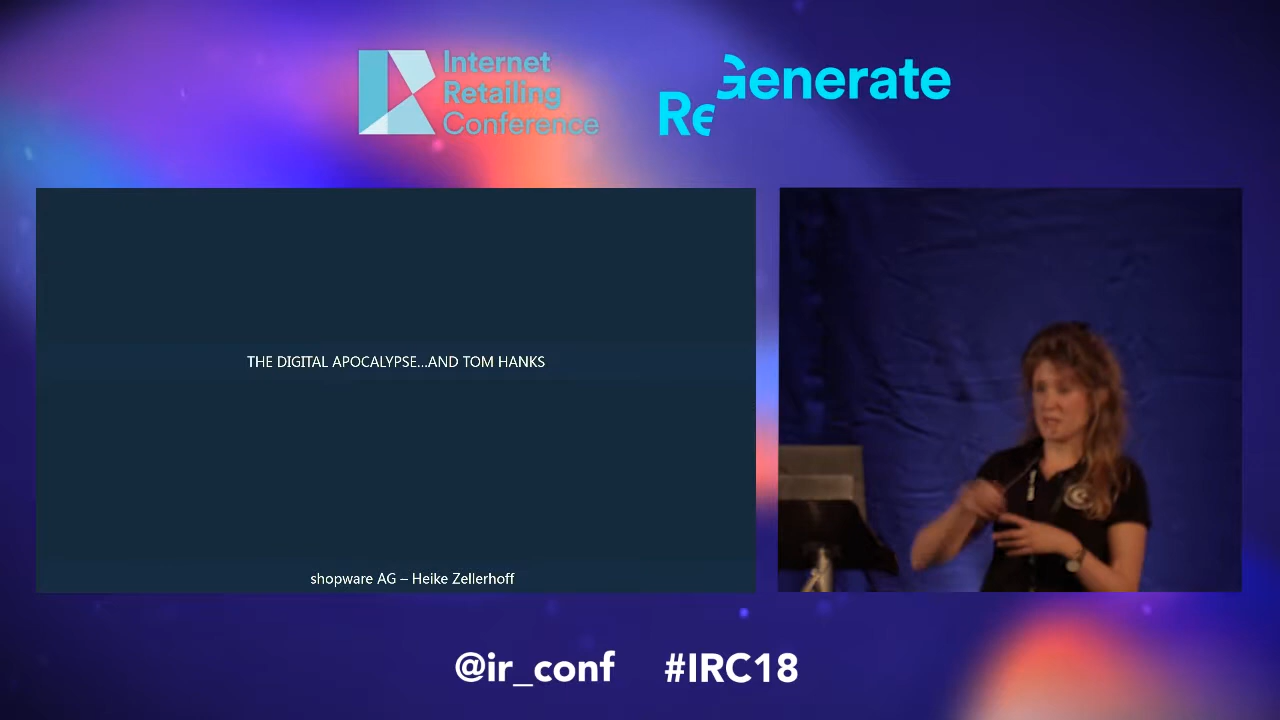 Internet
Retailing
Conference
ReGenerate
THE DIGITAL APOCALYPSE...AND TOM HANKS
shopware AG – Heike Zellerhoff
@ir_conf #IRC18